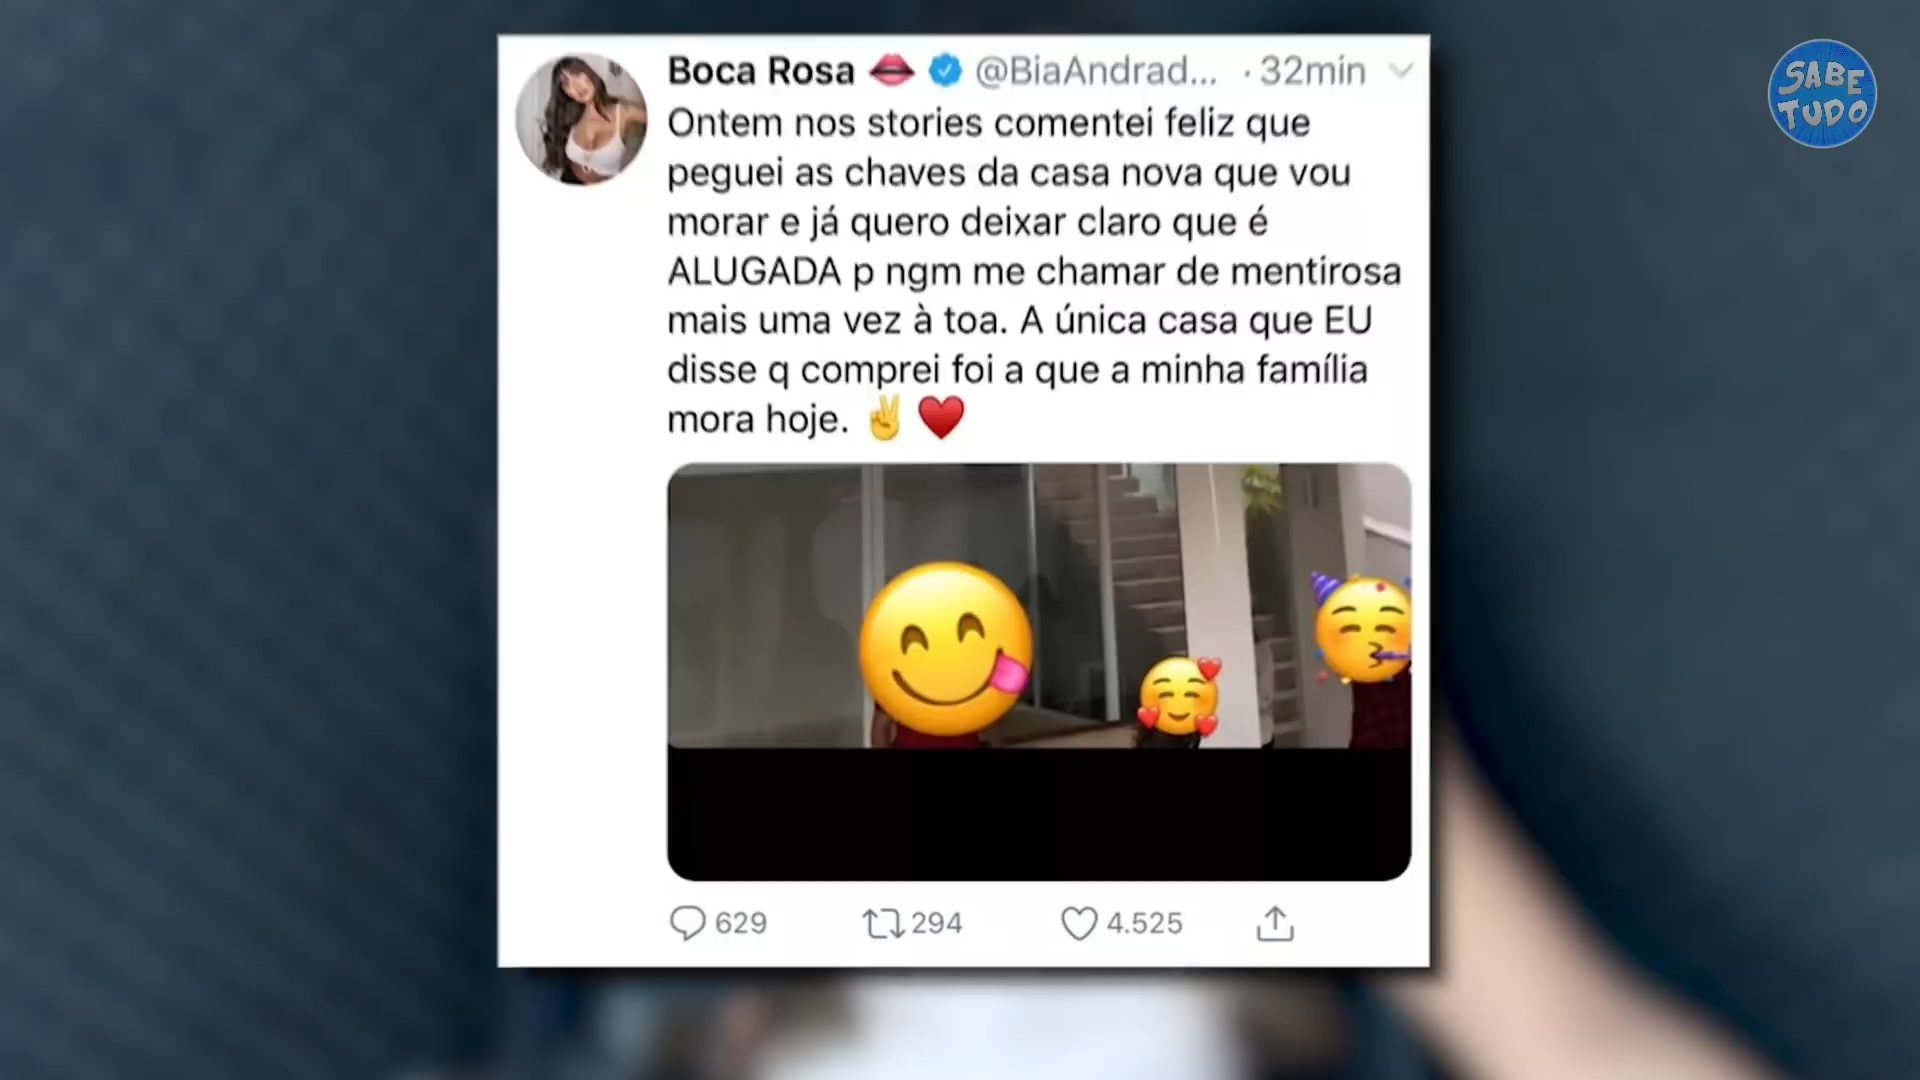 Boca Rosa 👄 @BiaAndrad... · 32min
Ontem nos stories comentei feliz que
peguei as chaves da casa nova que vou
morar e já quero deixar claro que é
ALUGADA p ngm me chamar de mentirosa
mais uma vez à toa. A única casa que EU
disse q comprei foi a que a minha família
mora hoje. ✌️ ♥️
629 294 4.525
SABE
TUDO